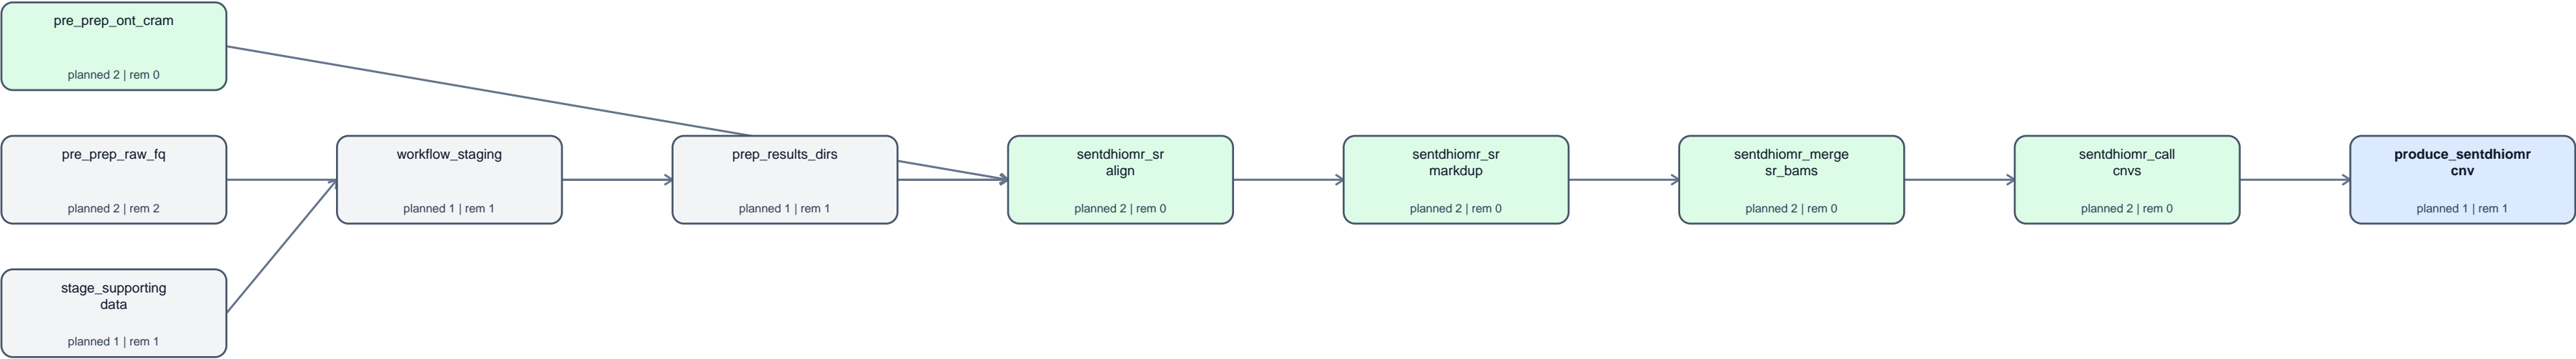 pre_prep_ont_cram
planned 2 | rem 0
pre_prep_raw_fq
planned 2 | rem 2
stage_supporting
data
planned 1 | rem 1
workflow_staging
planned 1 | rem 1
prep_results_dirs
planned 1 | rem 1
sentdhiomr_sr
align
planned 2 | rem 0
sentdhiomr_sr
markdup
planned 2 | rem 0
sentdhiomr_merge
sr_bams
planned 2 | rem 0
sentdhiomr_call
cnvs
planned 2 | rem 0
produce_sentdhiomr
cnv
planned 1 | rem 1